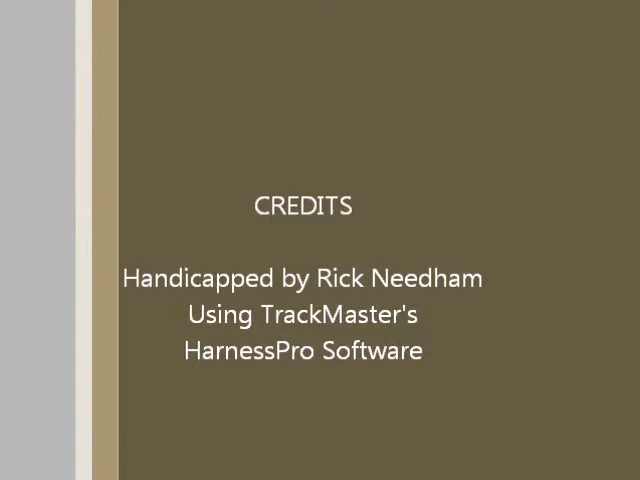 CREDITS
Handicapped by Rick Needham
Using TrackMaster's
HarnessPro Software